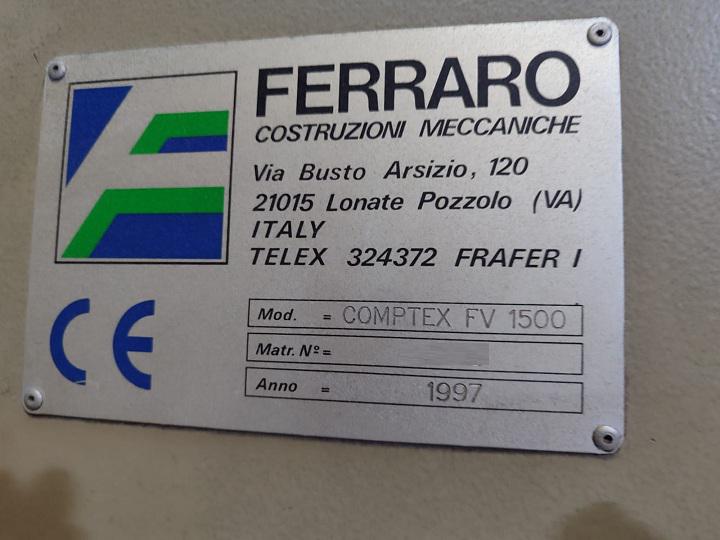 FERRARO
COSTRUZIONI MECCANICHE
Via Busto Arsizio, 120
21015 Lonate Pozzolo (VA)
ITALY
TELEX 324372 FRAFER I
CE
Mod. = COMPTEX FV 1500
Matr. Nº =
Anno = 1997